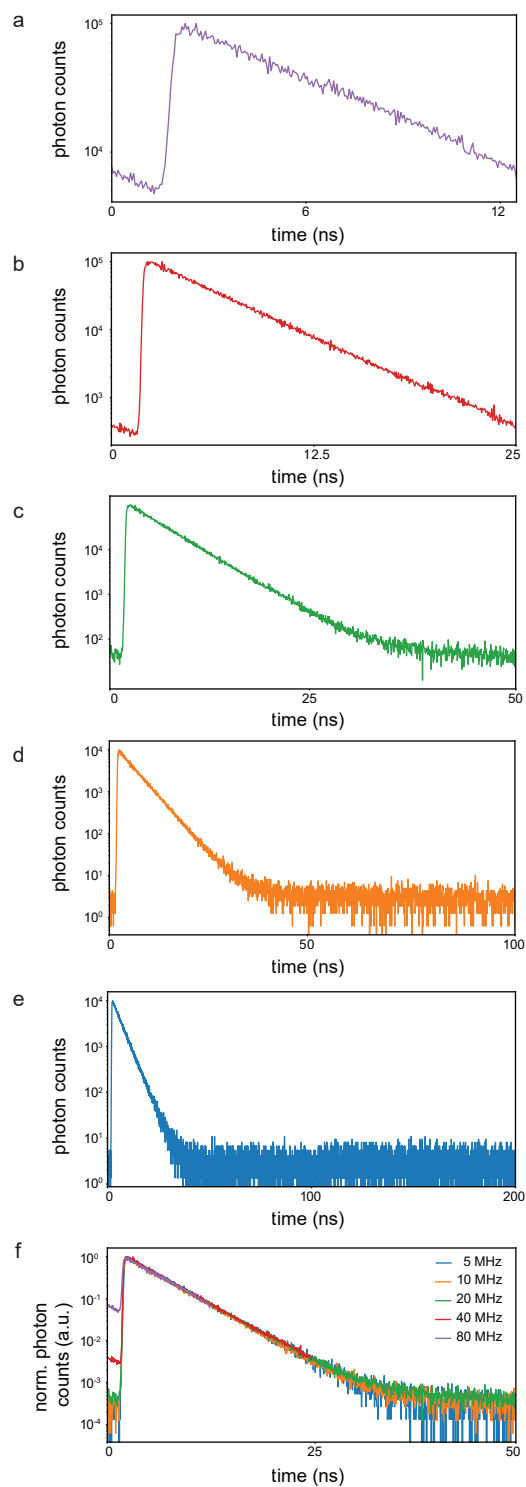 a
photon counts
10⁵
10⁴
0
6
12
time (ns)
b
photon counts
10⁵
10⁴
10³
0
12.5
25
time (ns)
c
photon counts
10⁴
10³
10²
0
25
50
time (ns)
d
photon counts
10⁴
10³
10²
10¹
10⁰
0
50
100
time (ns)
e
photon counts
10⁴
10³
10²
10¹
10⁰
0
100
200
time (ns)
f
norm. photon
counts (a.u.)
10⁰
10⁻¹
10⁻²
10⁻³
10⁻⁴
5 MHz
10 MHz
20 MHz
40 MHz
80 MHz
0
25
50
time (ns)